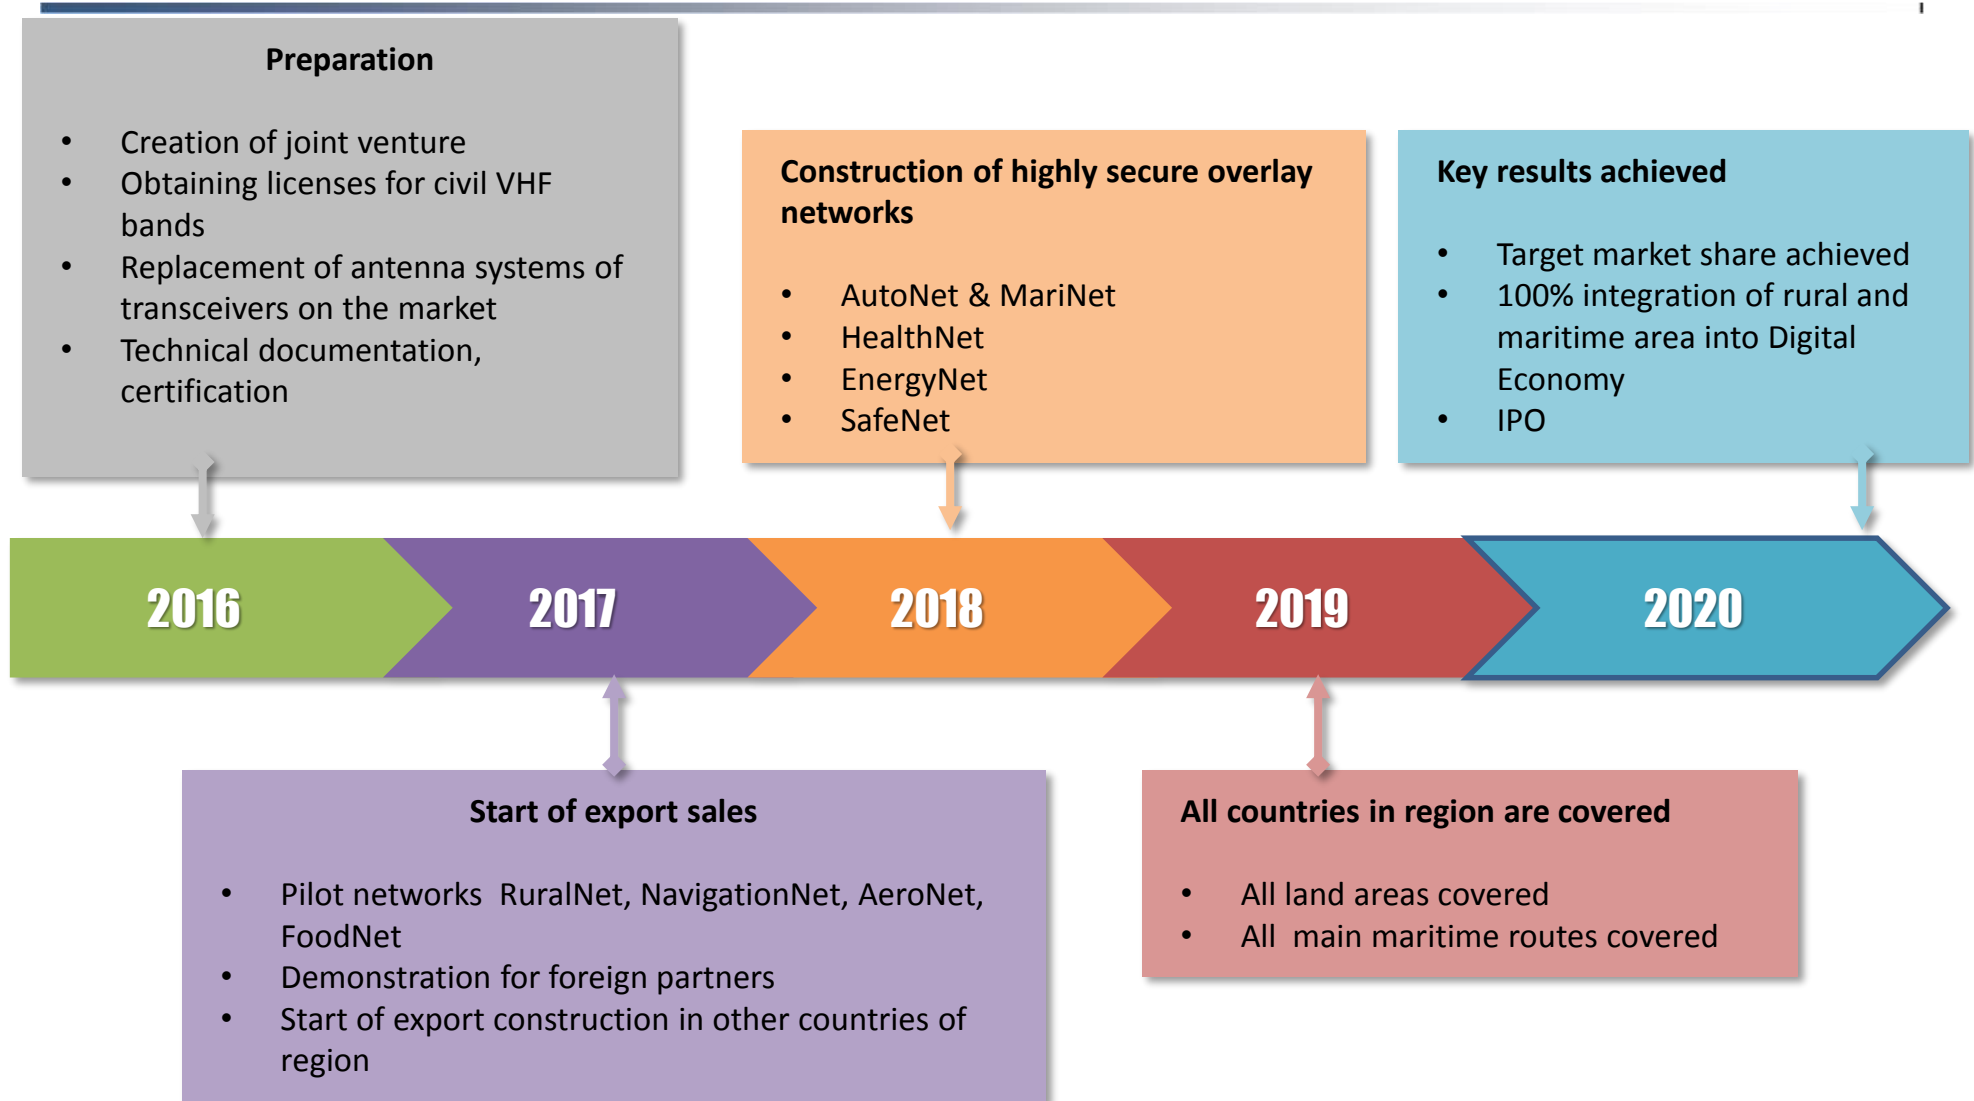 Preparation
• Creation of joint venture
• Obtaining licenses for civil VHF
bands
• Replacement of antenna systems of
transceivers on the market
• Technical documentation,
certification
Construction of highly secure overlay
networks
• AutoNet & MariNet
• HealthNet
• EnergyNet
• SafeNet
Key results achieved
• Target market share achieved
• 100% integration of rural and
maritime area into Digital
Economy
• IPO
2016
2017
2018
2019
2020
Start of export sales
• Pilot networks  RuralNet, NavigationNet, AeroNet,
FoodNet
• Demonstration for foreign partners
• Start of export construction in other countries of
region
All countries in region are covered
• All land areas covered
• All  main maritime routes covered